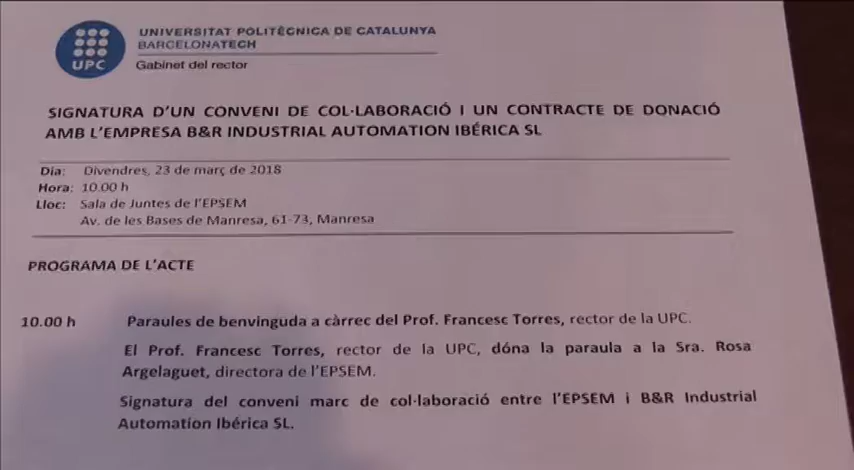 UNIVERSITAT POLITÈCNICA DE CATALUNYA
BARCELONATECH
UPC
Gabinet del rector
SIGNATURA D'UN CONVENI DE COL·LABORACIÓ I UN CONTRACTE DE DONACIÓ
AMB L'EMPRESA B&R INDUSTRIAL AUTOMATION IBÉRICA SL
Dia: Divendres, 23 de març de 2018
Hora: 10.00 h
Lloc: Sala de Juntes de l'EPSEM
Av. de les Bases de Manresa, 61-73, Manresa
PROGRAMA DE L'ACTE
10.00 h Paraules de benvinguda a càrrec del Prof. Francesc Torres, rector de la UPC.
El Prof. Francesc Torres, rector de la UPC, dóna la paraula a la Sra. Rosa
Argelaguet, directora de l'EPSEM.
Signatura del conveni marc de col·laboració entre l'EPSEM i B&R Industrial
Automation Ibérica SL.